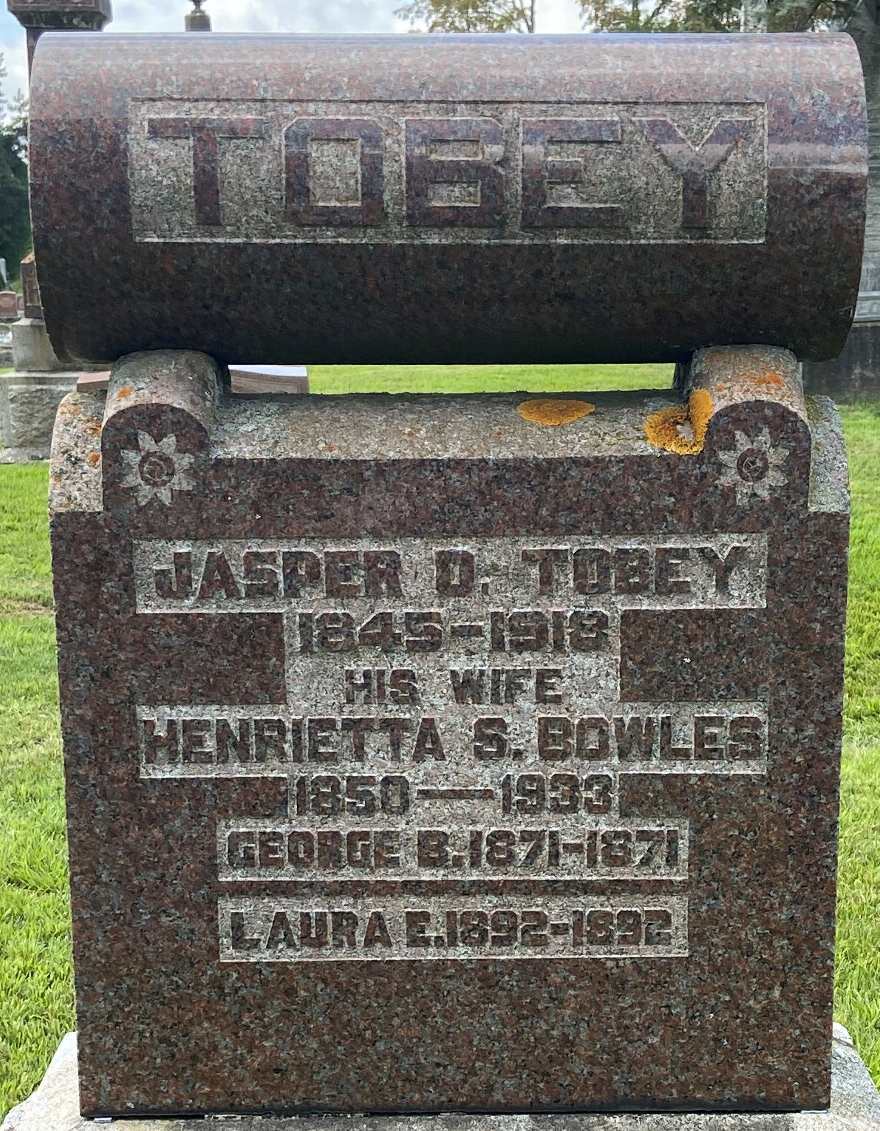 TOBEY
JASPER D. TOBEY
1845-1918
HIS WIFE
HENRIETTA S. BOWLES
1850—1933
GEORGE B. 1871-1871
LAURA E. 1892-1892